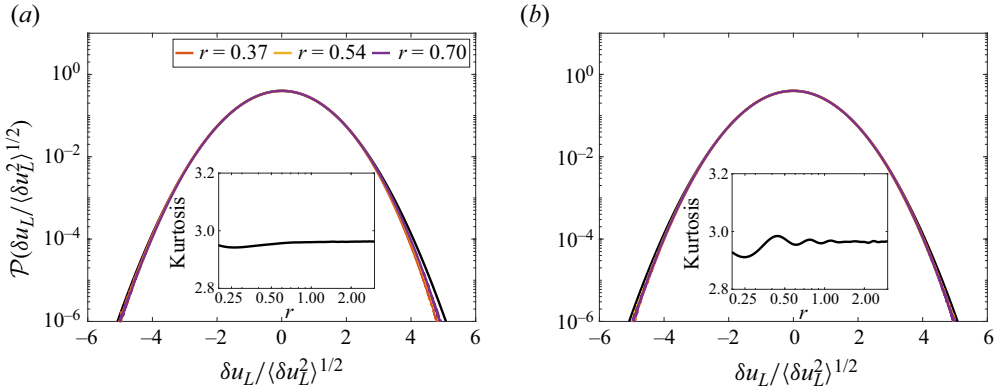 (a)
r = 0.37 r = 0.54 r = 0.70
10^0
10^−2
10^−4
10^−6
P(δu_L/⟨δu_L^2⟩^1/2)
3.2
3.0
2.8
Kurtosis
0.25 0.50 1.00 2.00
r
−6 −4 −2 0 2 4 6
δu_L/⟨δu_L^2⟩^1/2
(b)
10^0
10^−2
10^−4
10^−6
3.2
3.0
2.8
Kurtosis
0.25 0.50 1.00 2.00
r
−6 −4 −2 0 2 4 6
δu_L/⟨δu_L^2⟩^1/2